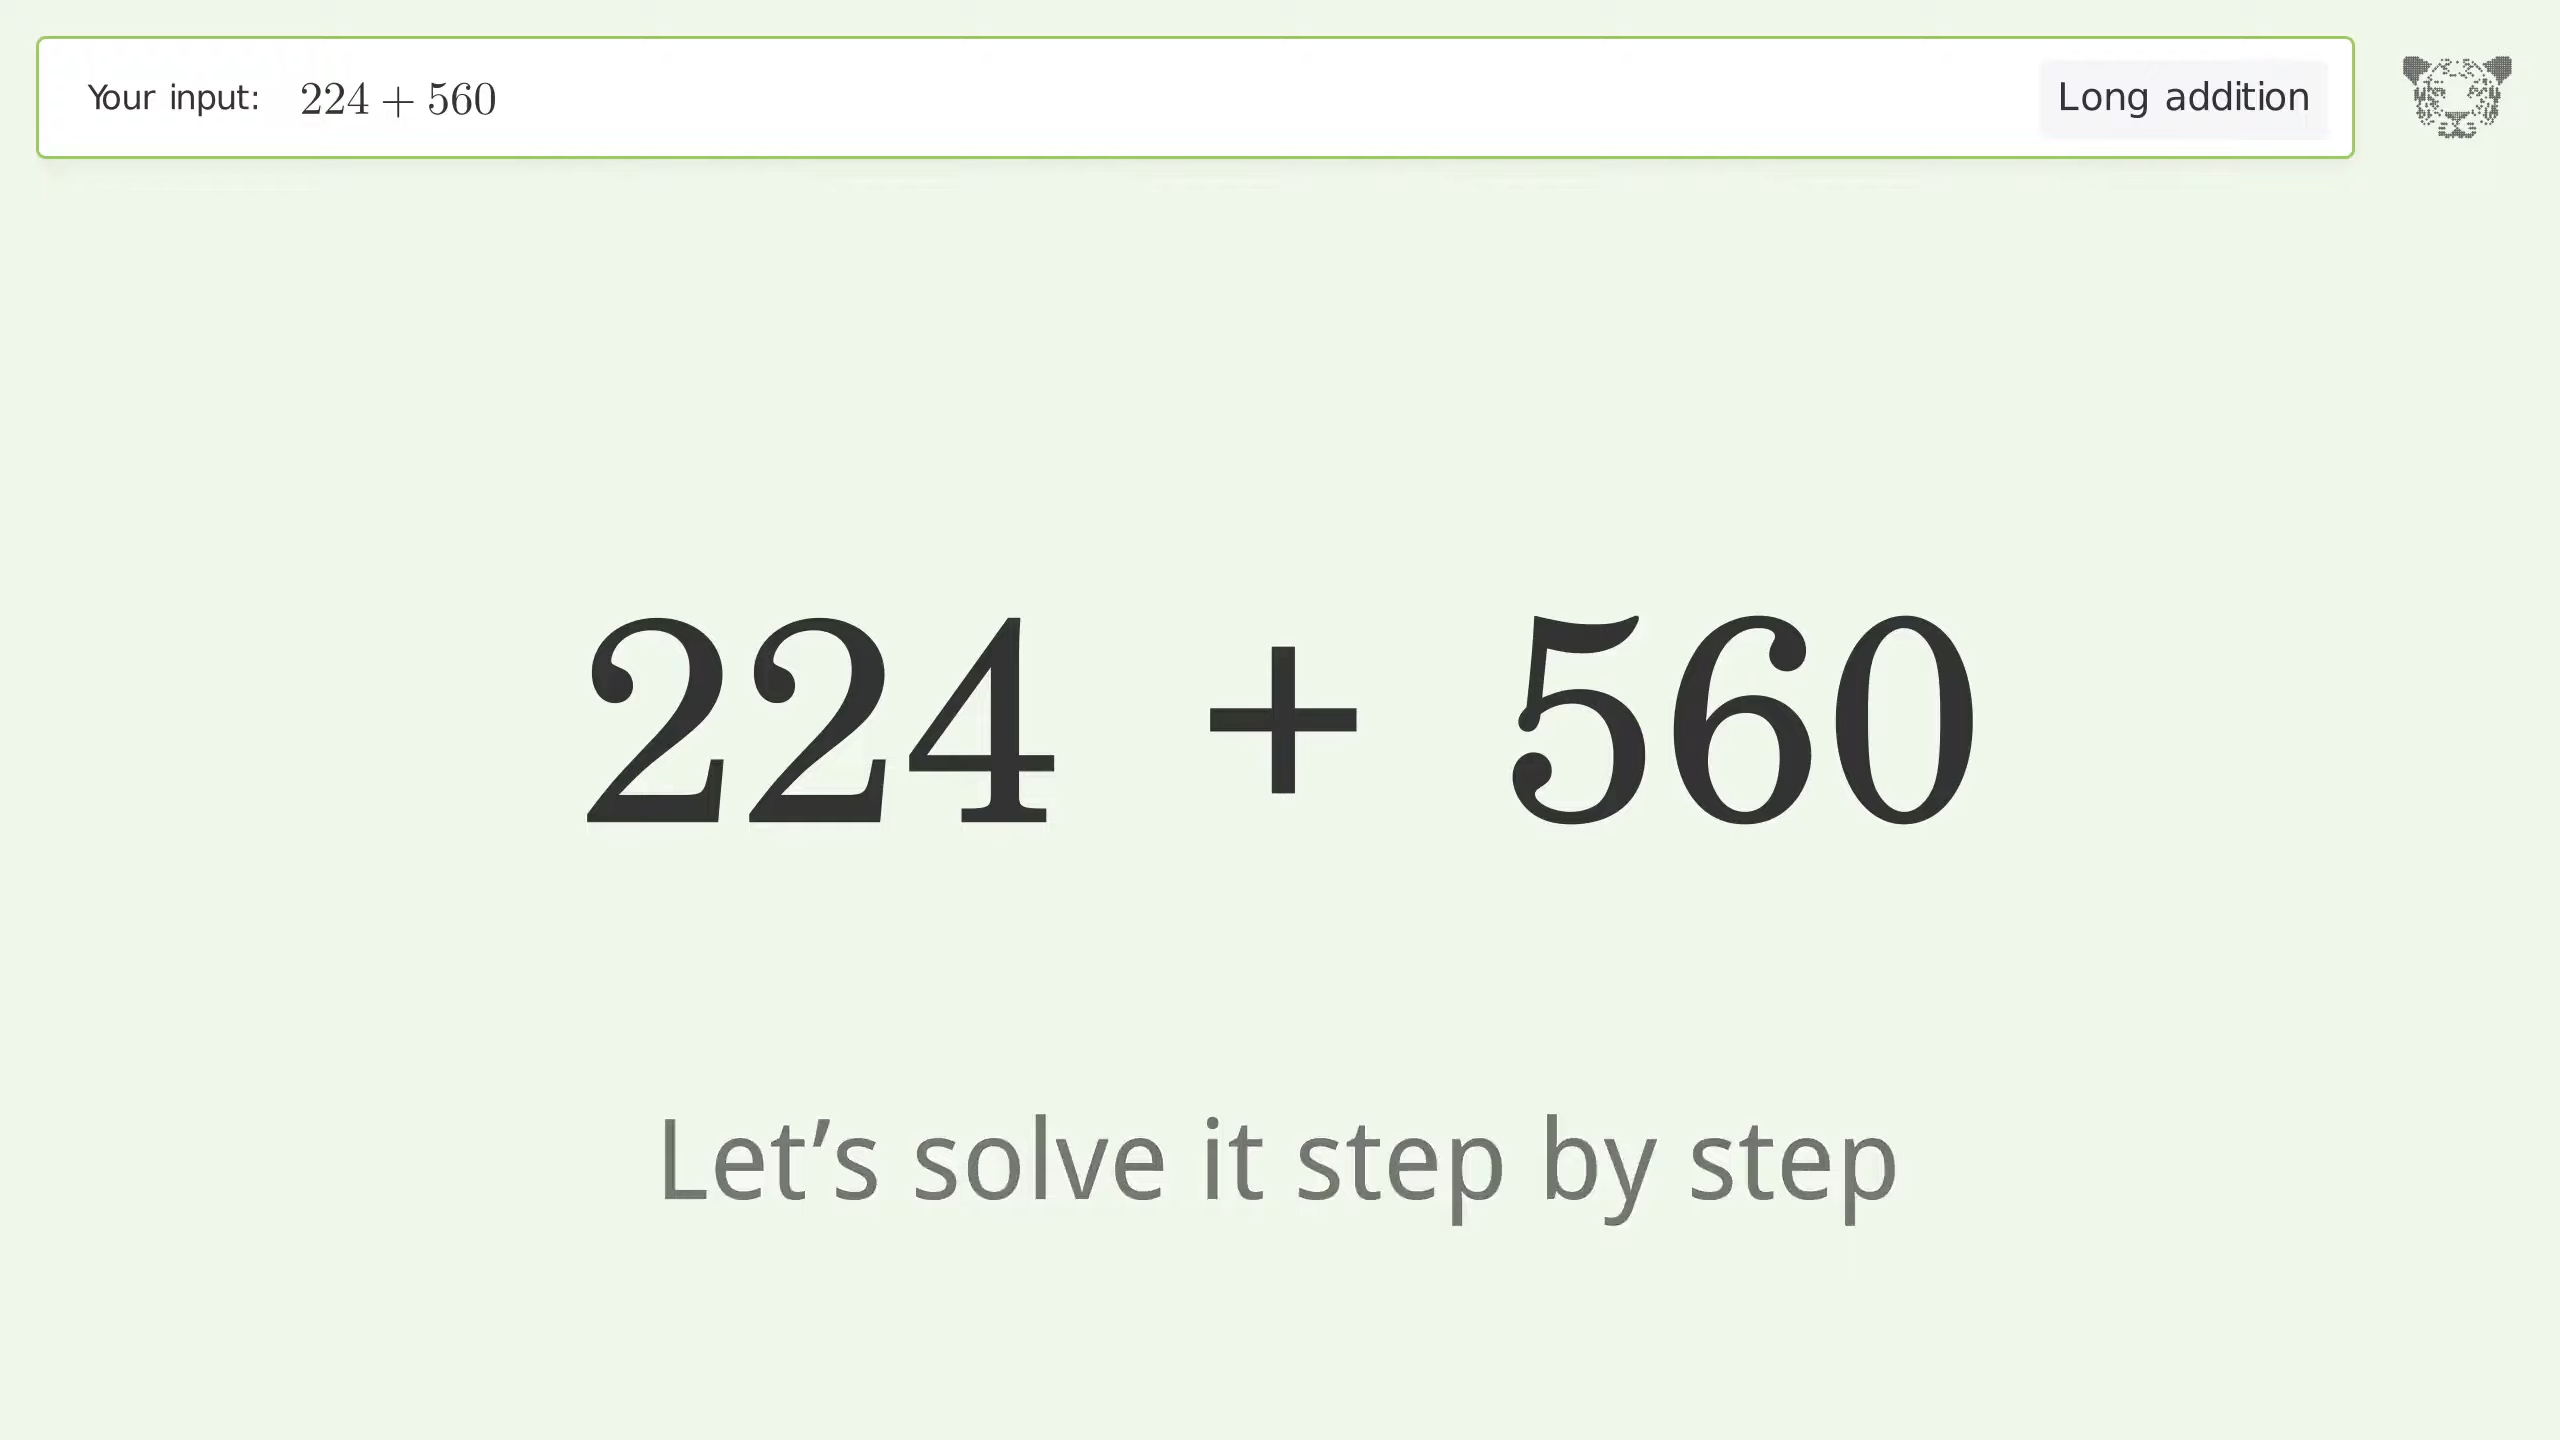 Your input: 224 + 560 Long addition
224 + 560
Let’s solve it step by step